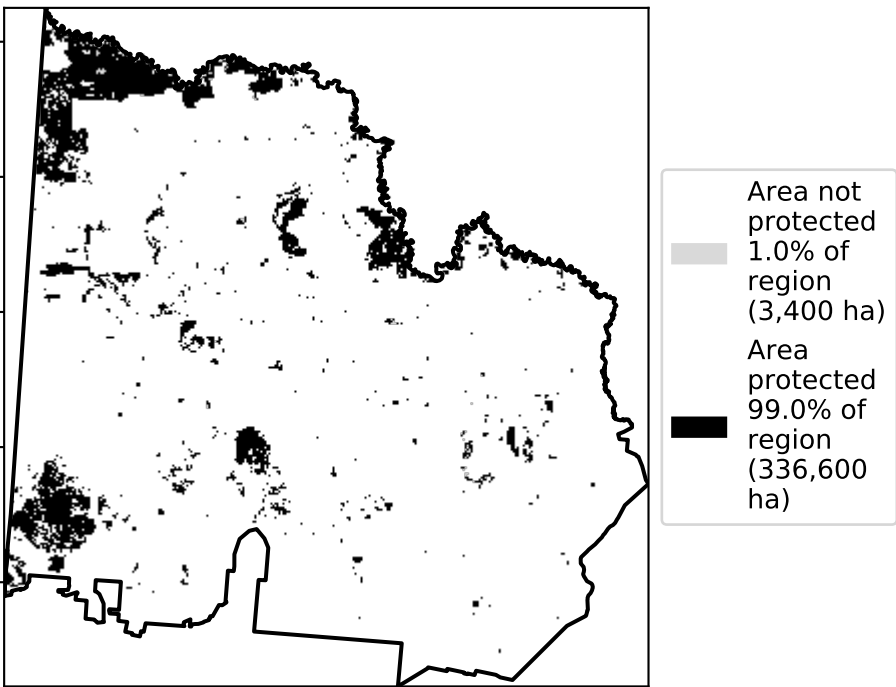 Area not
protected
1.0% of
region
(3,400 ha)
Area
protected
99.0% of
region
(336,600
ha)